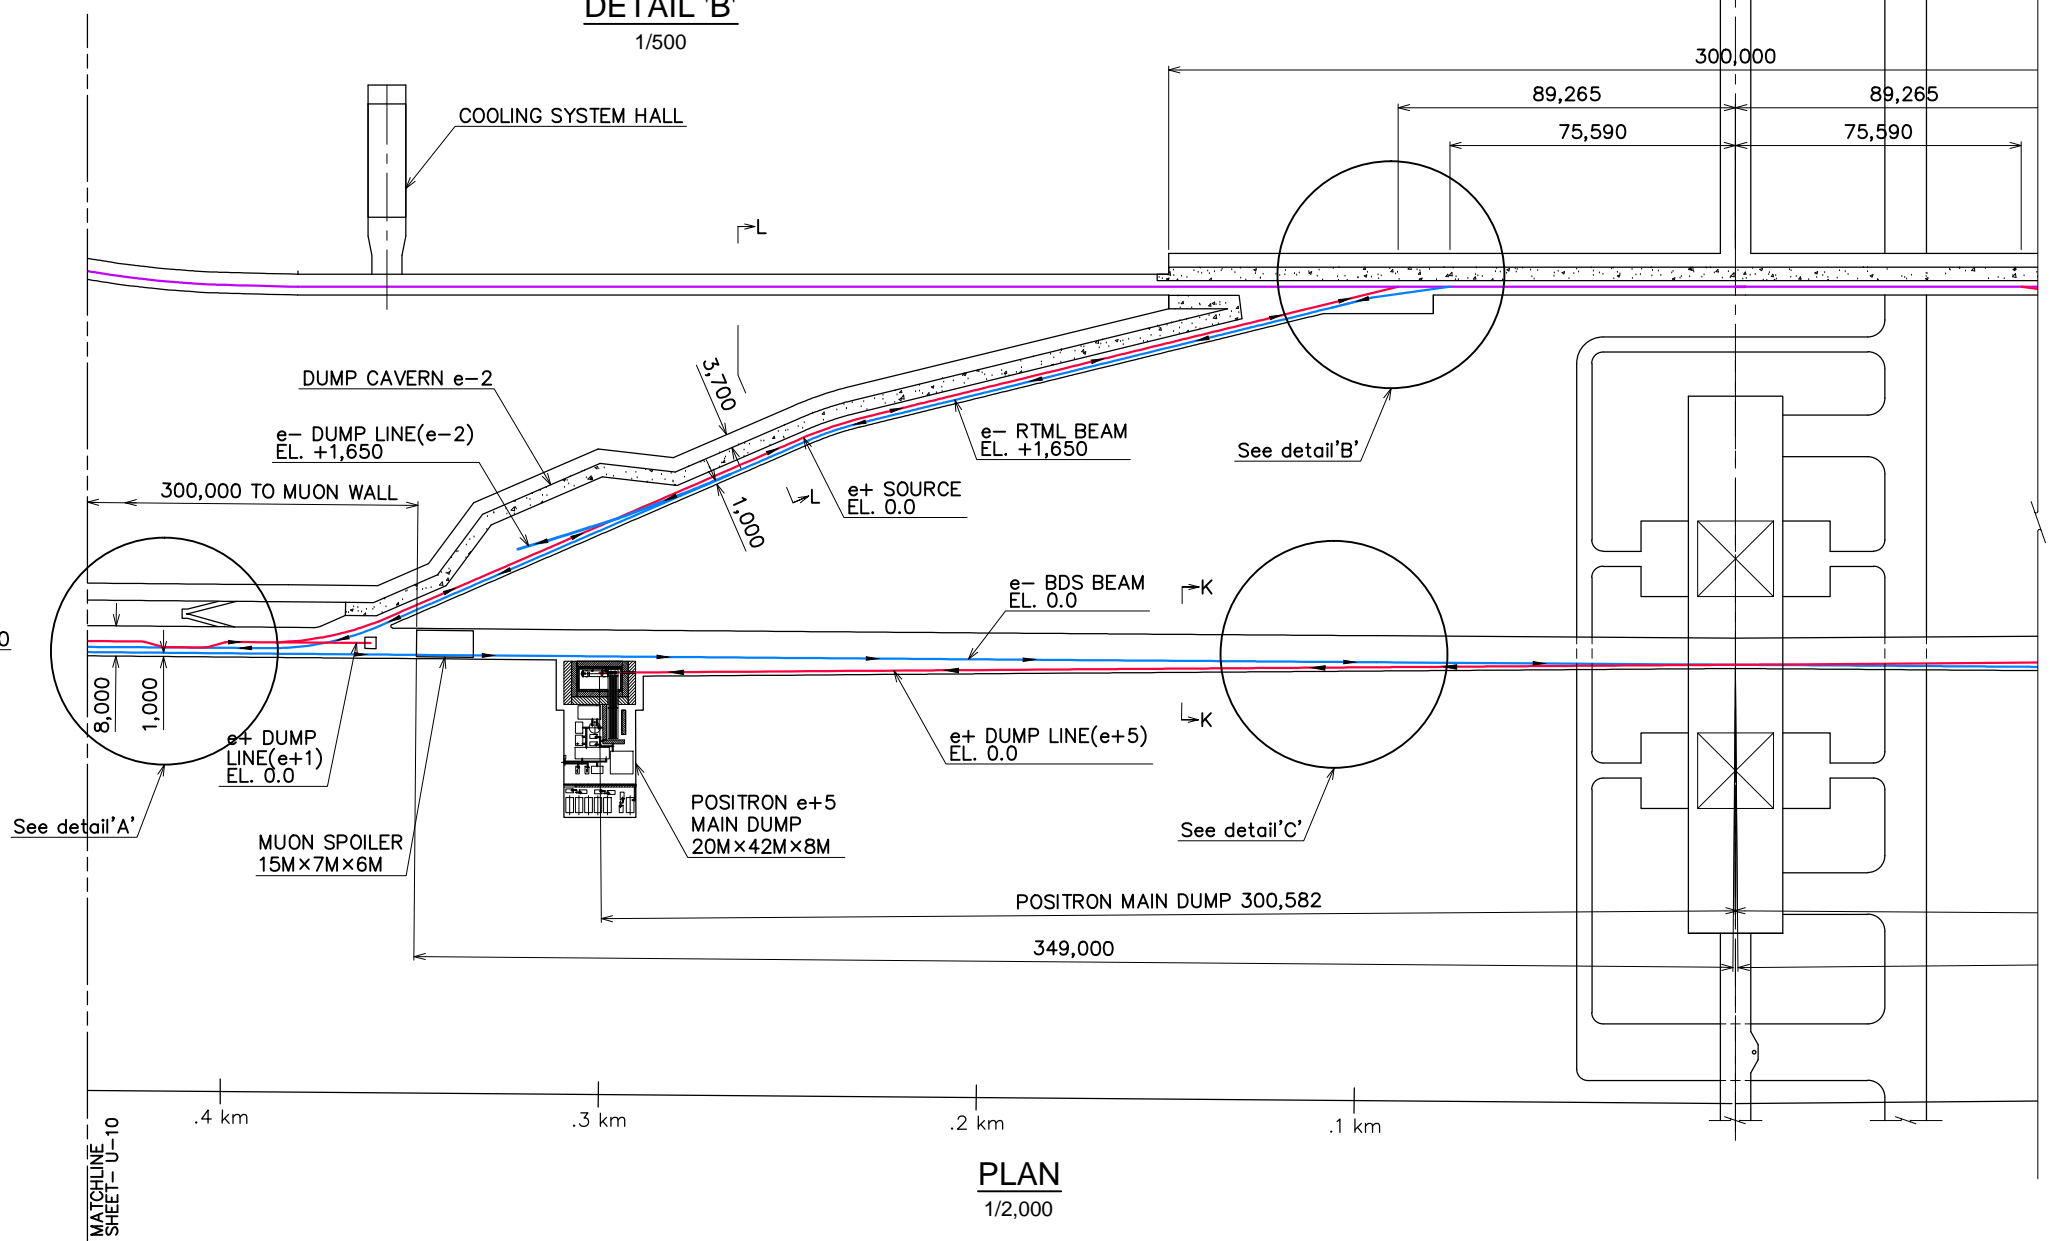 DETAIL 'B'
1/500
300,000
89,265
89,265
75,590
75,590
COOLING SYSTEM HALL
L
DUMP CAVERN e-2
3,700
e- DUMP LINE(e-2)
EL. +1,650
e- RTML BEAM
EL. +1,650
See detail'B'
300,000 TO MUON WALL
e+ SOURCE
EL. 0.0
L
1,000
e- BDS BEAM
EL. 0.0
K
0
8,000
1,000
K
e+ DUMP
LINE(e+1)
EL. 0.0
e+ DUMP LINE(e+5)
EL. 0.0
POSITRON e+5
MAIN DUMP
20M×42M×8M
See detail'A'
See detail'C'
MUON SPOILER
15M×7M×6M
POSITRON MAIN DUMP 300,582
349,000
.4 km
.3 km
.2 km
.1 km
MATCHLINE
SHEET- U-10
PLAN
1/2,000